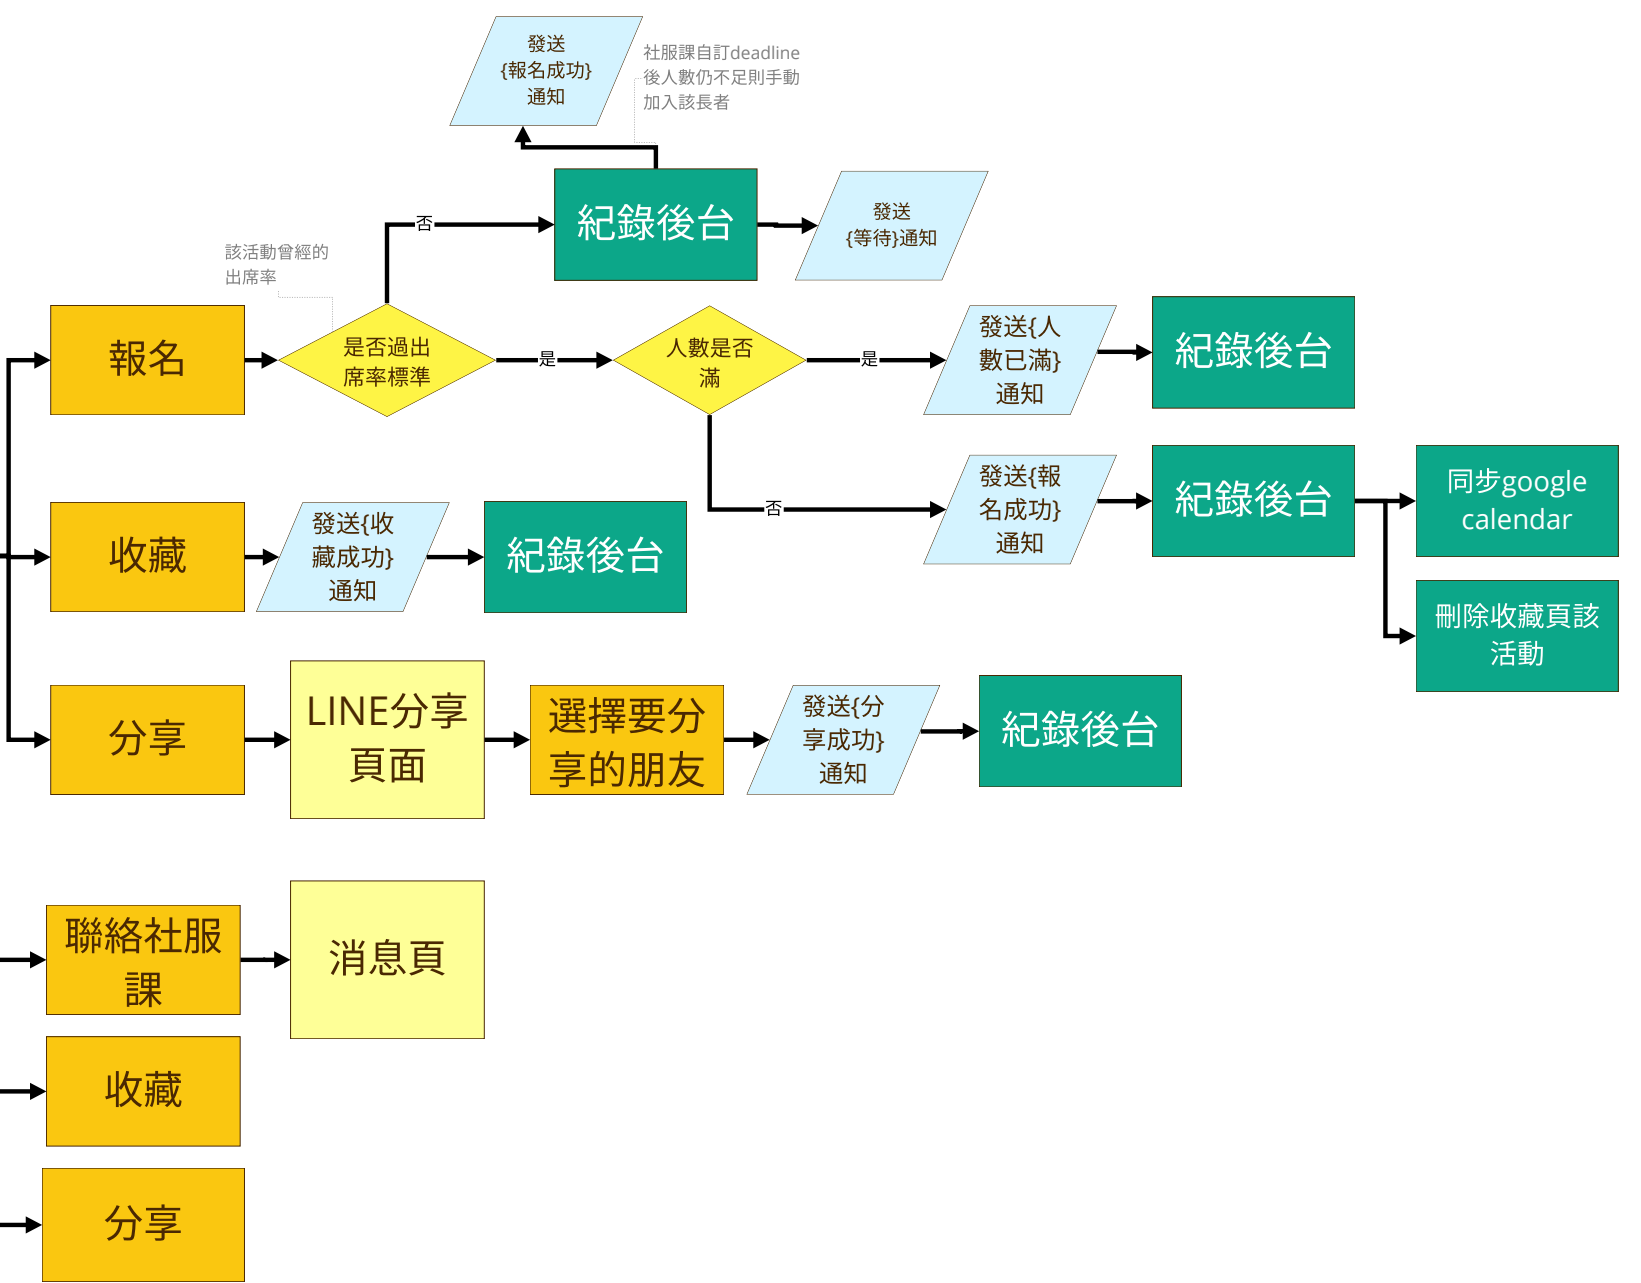 發送
{報名成功}
通知
社服課自訂deadline
後人數仍不足則手動
加入該長者
紀錄後台
發送
{等待}通知
否
該活動曾經的
出席率
報名
是否過出
席率標準
是
人數是否
滿
是
發送{人
數已滿}
通知
紀錄後台
否
發送{報
名成功}
通知
紀錄後台
同步google
calendar
刪除收藏頁該
活動
收藏
發送{收
藏成功}
通知
紀錄後台
分享
LINE分享
頁面
選擇要分
享的朋友
發送{分
享成功}
通知
紀錄後台
聯絡社服
課
消息頁
收藏
分享